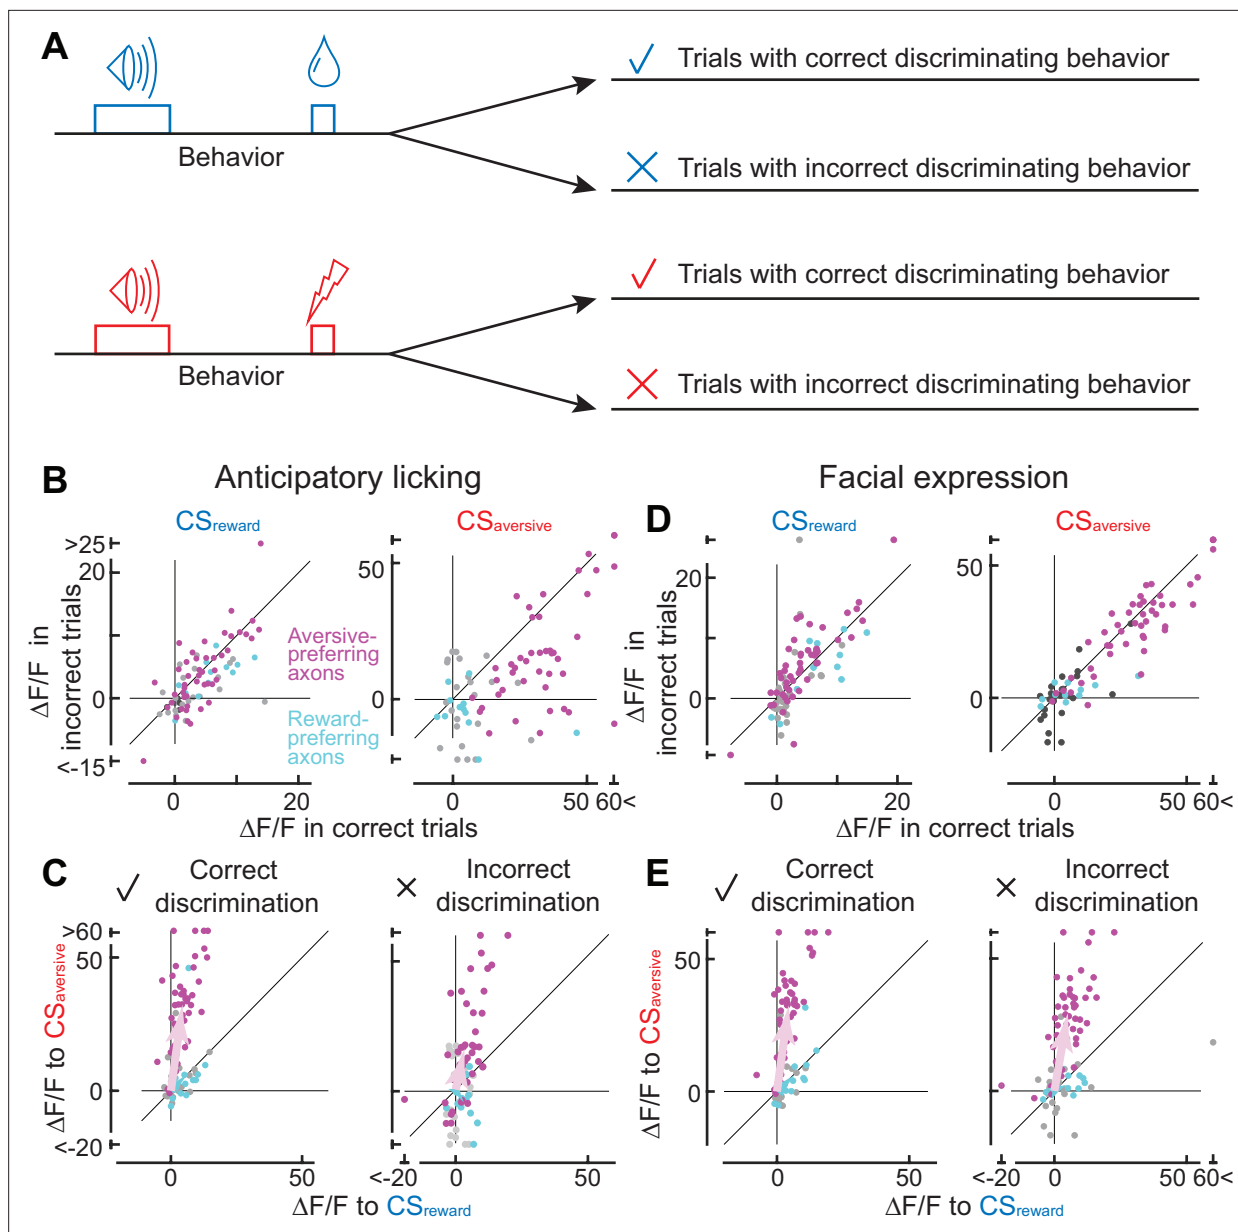 A
Trials with correct discriminating behavior
Behavior
Trials with incorrect discriminating behavior
Trials with correct discriminating behavior
Behavior
Trials with incorrect discriminating behavior
B
Anticipatory licking
CSreward
CSaversive
ΔF/F in
incorrect trials
>25
20
0
<-15
0
20
50
0
0
50
60<
Aversive-
preferring
axons
Reward-
preferring
axons
ΔF/F in correct trials
D
Facial expression
CSreward
CSaversive
ΔF/F in
incorrect trials
20
0
0
20
50
0
0
50
60<
ΔF/F in correct trials
C
Correct
discrimination
Incorrect
discrimination
ΔF/F to CSaversive
>60
50
0
<-20
0
50
<-20
0
50
ΔF/F to CSreward
E
Correct
discrimination
Incorrect
discrimination
ΔF/F to CSaversive
50
0
0
50
50
0
<-20
0
50
60<
ΔF/F to CSreward